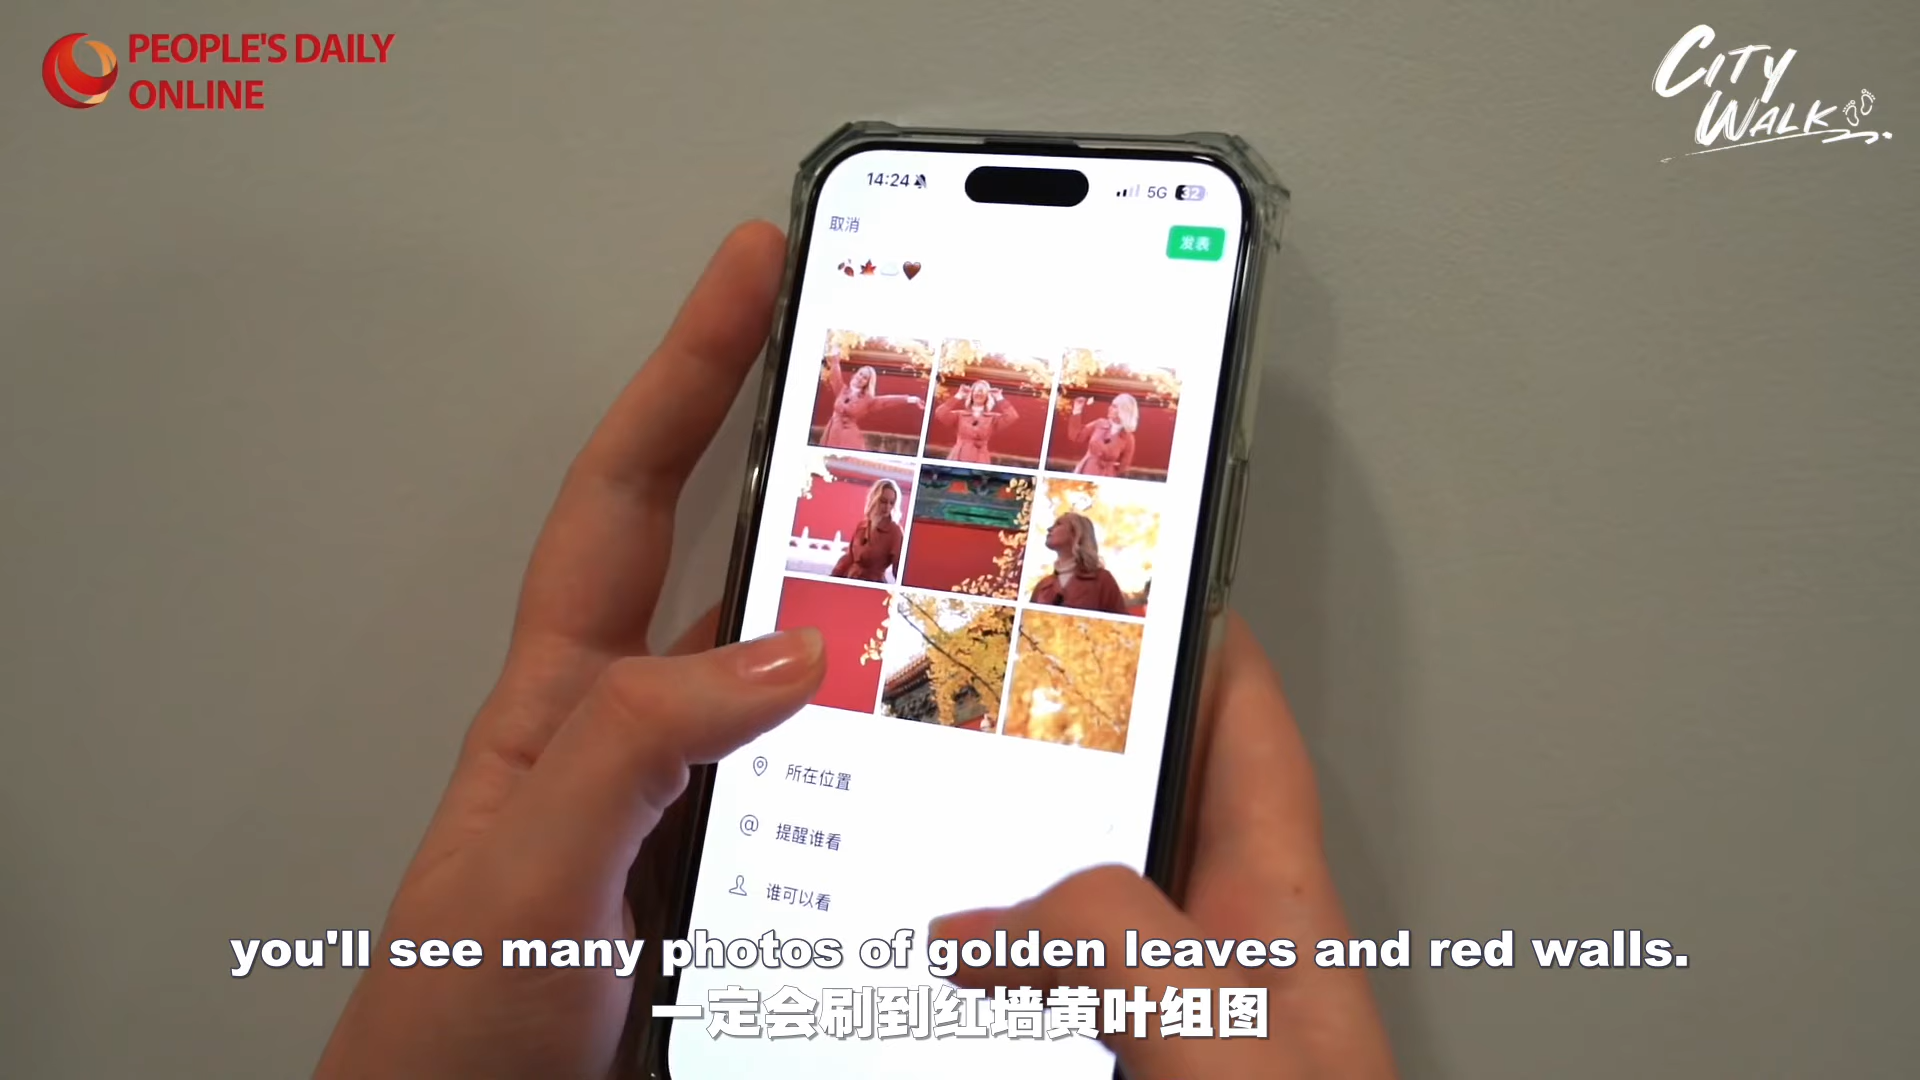 PEOPLE'S DAILY
ONLINE
CITY
WALK
14:24
5G
32
取消
发表
所在位置
@
提醒谁看
谁可以看
you'll see many photos of golden leaves and red walls.
一定会刷到红墙黄叶组图